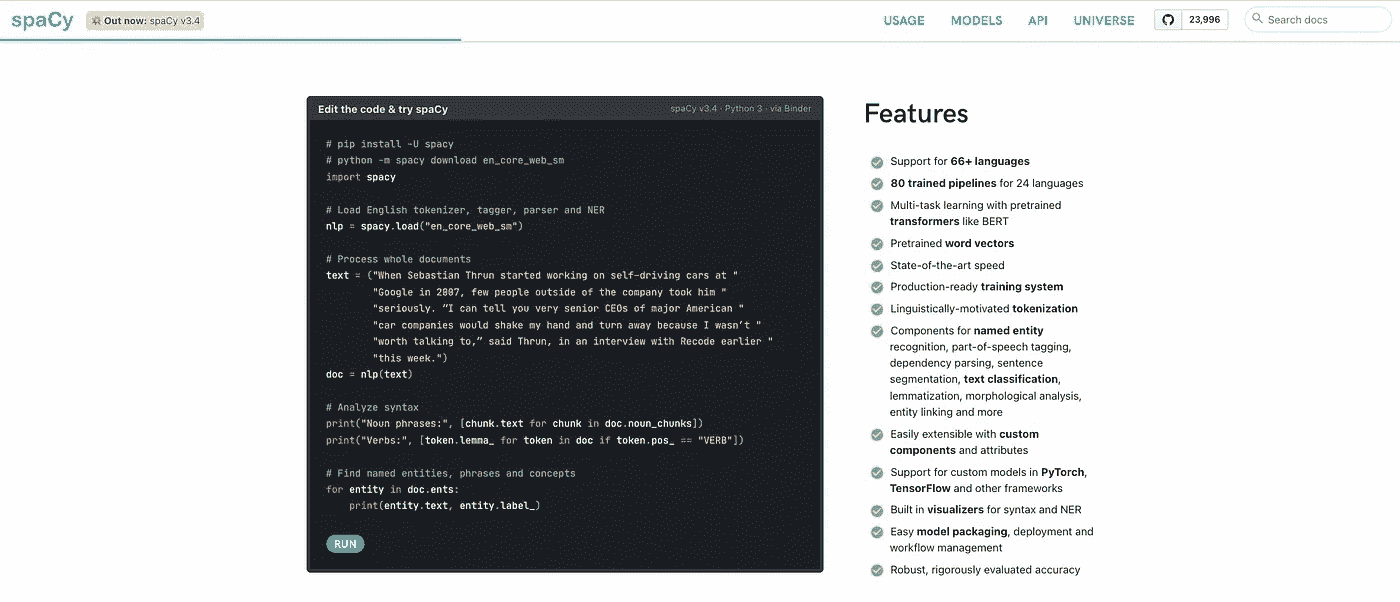 spaCy
Out now: spaCy v3.4
USAGE
MODELS
API
UNIVERSE
23,996
Search docs
Edit the code & try spaCy
spaCy v3.4 · Python 3 · via Binder
# pip install -U spacy
# python -m spacy download en_core_web_sm
import spacy
# Load English tokenizer, tagger, parser and NER
nlp = spacy.load("en_core_web_sm")
# Process whole documents
text = ("When Sebastian Thrun started working on self-driving cars at "
"Google in 2007, few people outside of the company took him "
"seriously. “I can tell you very senior CEOs of major American "
"car companies would shake my hand and turn away because I wasn’t "
"worth talking to,” said Thrun, in an interview with Recode earlier "
"this week.")
doc = nlp(text)
# Analyze syntax
print("Noun phrases:", [chunk.text for chunk in doc.noun_chunks])
print("Verbs:", [token.lemma_ for token in doc if token.pos_ == "VERB"])
# Find named entities, phrases and concepts
for entity in doc.ents:
print(entity.text, entity.label_)
RUN
Features
Support for 66+ languages
80 trained pipelines for 24 languages
Multi-task learning with pretrained
transformers like BERT
Pretrained word vectors
State-of-the-art speed
Production-ready training system
Linguistically-motivated tokenization
Components for named entity
recognition, part-of-speech tagging,
dependency parsing, sentence
segmentation, text classification,
lemmatization, morphological analysis,
entity linking and more
Easily extensible with custom
components and attributes
Support for custom models in PyTorch,
TensorFlow and other frameworks
Built in visualizers for syntax and NER
Easy model packaging, deployment and
workflow management
Robust, rigorously evaluated accuracy